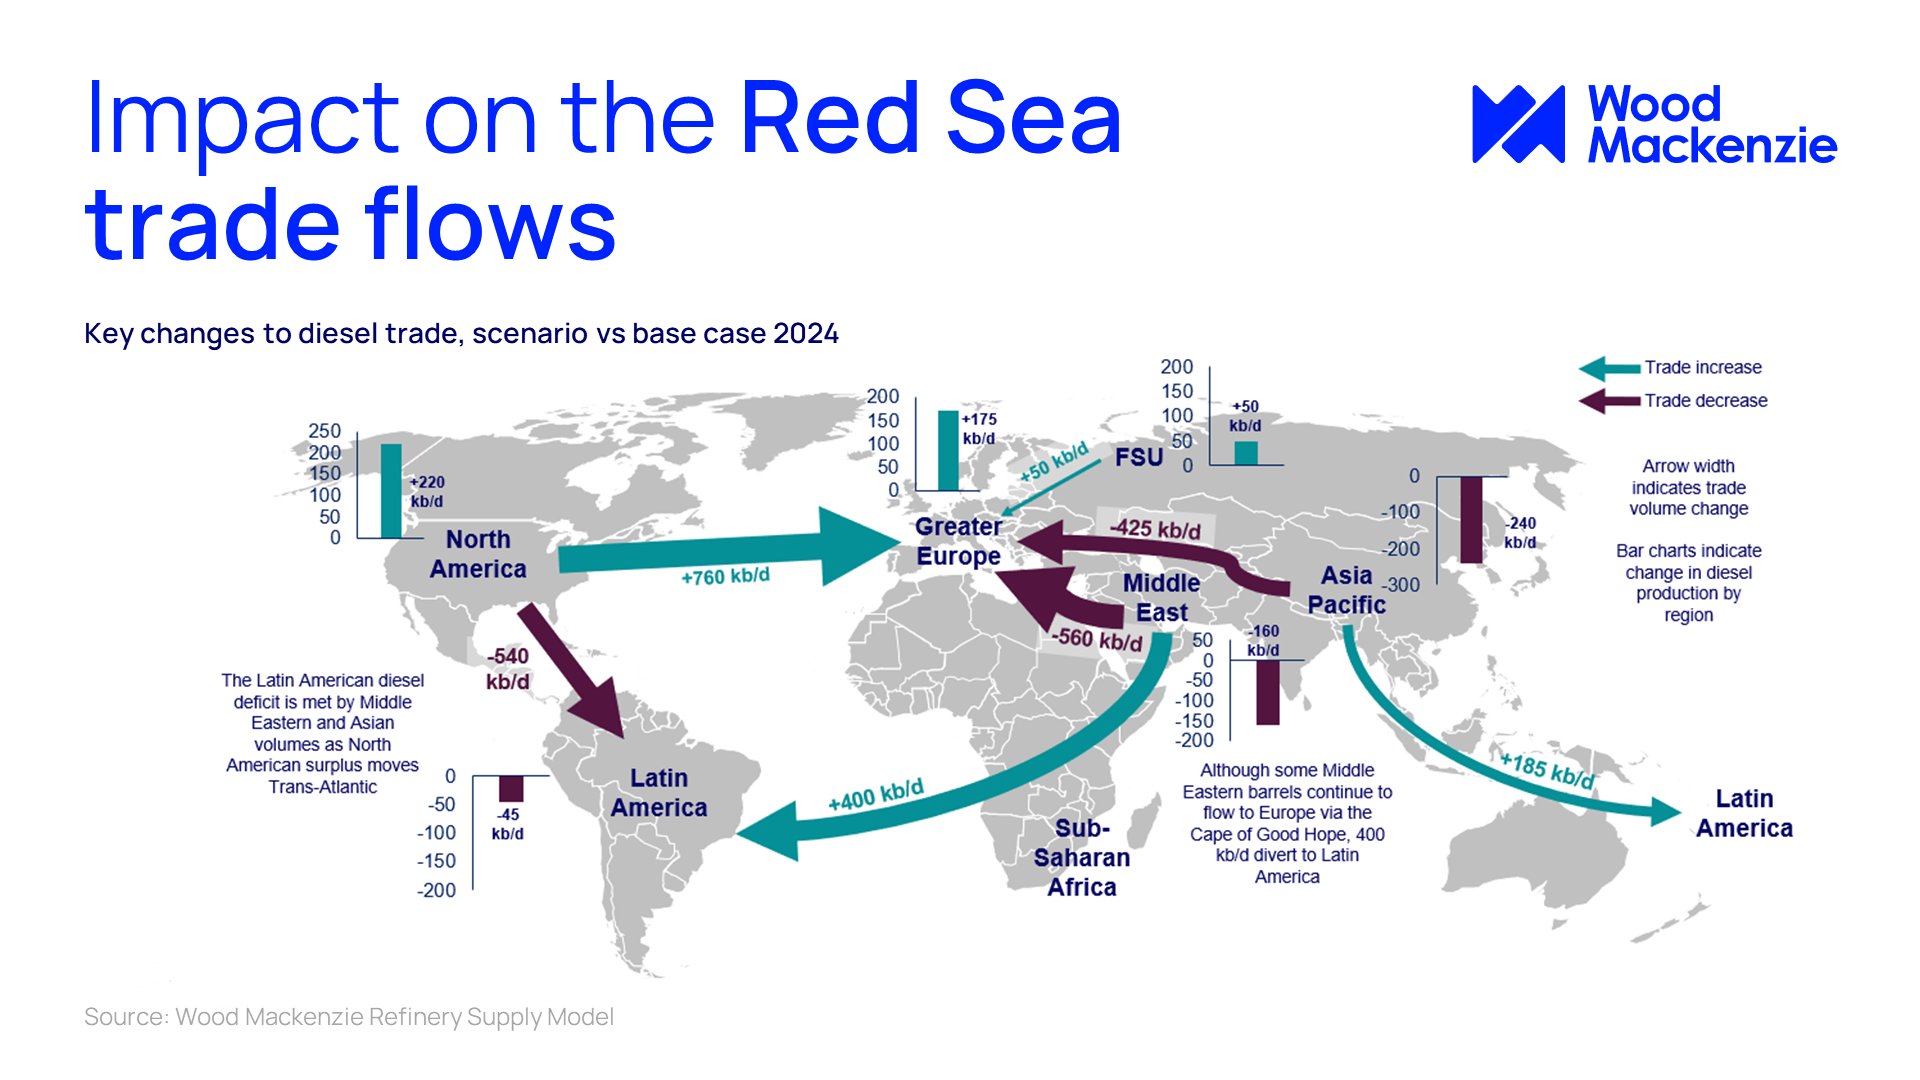 Impact on the Red Sea
trade flows
Wood
Mackenzie
Key changes to diesel trade, scenario vs base case 2024
Trade increase
Trade decrease
Arrow width
indicates trade
volume change
Bar charts indicate
change in diesel
production by
region
250
200
150
100
50
0
+220
kb/d
North
America
200
150
100
50
0
+175
kb/d
Greater
Europe
200
150
100
50
0
+50
kb/d
FSU
+50 kb/d
0
-100
-200
-300
-240
kb/d
Asia
Pacific
+760 kb/d
-425 kb/d
Middle
East
-560 kb/d
50
0
-50
-100
-150
-200
-160
kb/d
-540
kb/d
The Latin American diesel
deficit is met by Middle
Eastern and Asian
volumes as North
American surplus moves
Trans-Atlantic
0
-50
-100
-150
-200
-45
kb/d
Latin
America
+400 kb/d
Sub-
Saharan
Africa
Although some Middle
Eastern barrels continue to
flow to Europe via the
Cape of Good Hope, 400
kb/d divert to Latin
America
+185 kb/d
Latin
America
Source: Wood Mackenzie Refinery Supply Model